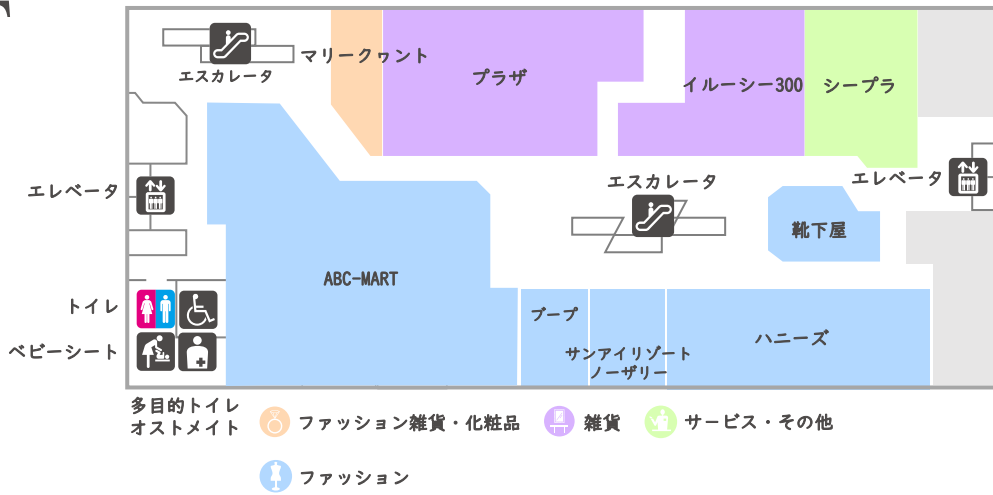 マリークヮント
エスカレータ
プラザ
イルーシー300
シープラ
エレベータ
エスカレータ
エレベータ
靴下屋
ABC-MART
トイレ
ブープ
ハニーズ
ベビーシート
サンアイリゾート
ノーザリー
多目的トイレ
オストメイト
ファッション雑貨・化粧品
雑貨
サービス・その他
ファッション